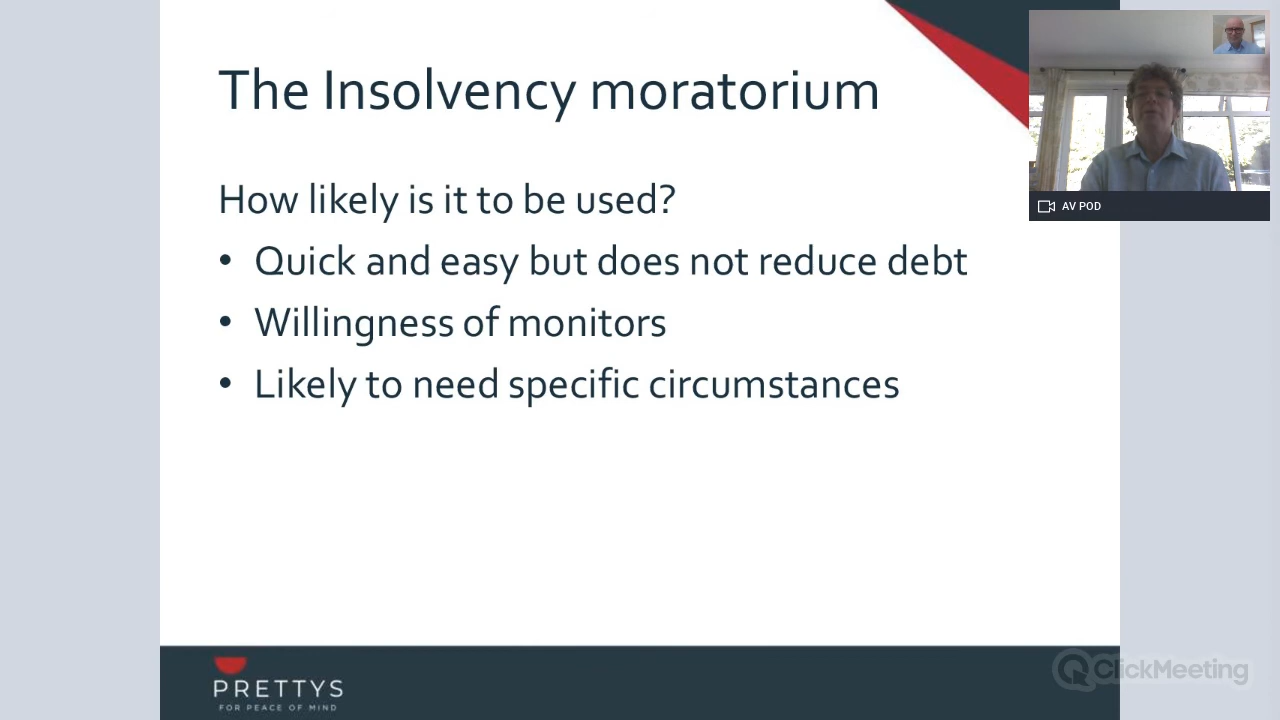 The Insolvency moratorium
How likely is it to be used?
• Quick and easy but does not reduce debt
• Willingness of monitors
• Likely to need specific circumstances
AV POD
PRETTYS
FOR PEACE OF MIND
ClickMeeting